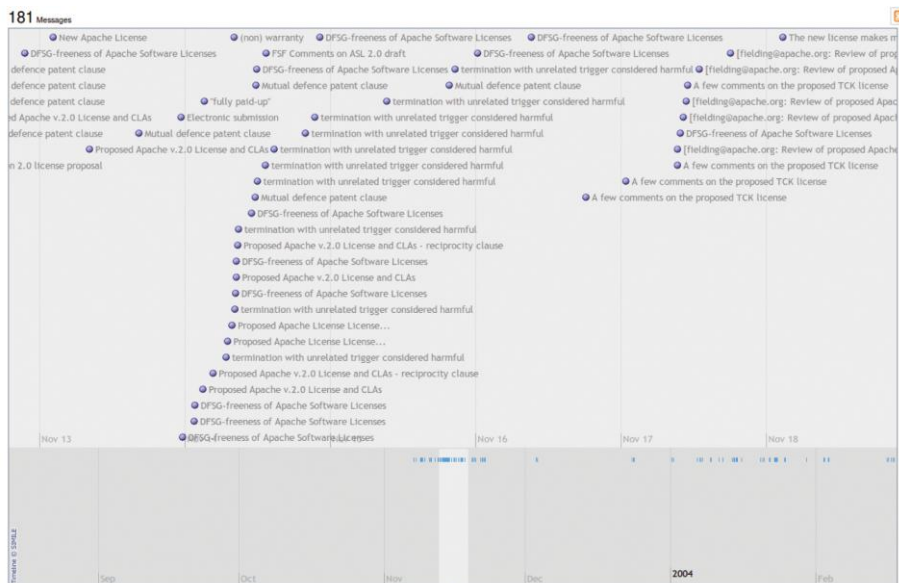 181 Messages
New Apache License (non) warranty DFSG-freeness of Apache Software Licenses DFSG-freeness of Apache Software Licenses The new license makes m
DFSG-freeness of Apache Software Licenses FSF Comments on ASL 2.0 draft DFSG-freeness of Apache Software Licenses [fielding@apache.org: Review of prop
defence patent clause DFSG-freeness of Apache Software Licenses termination with unrelated trigger considered harmful [fielding@apache.org: Review of proposed Ap
defence patent clause Mutual defence patent clause Mutual defence patent clause A few comments on the proposed TCK license
defence patent clause "fully paid-up" termination with unrelated trigger considered harmful [fielding@apache.org: Review of proposed Apac
ed Apache v.2.0 License and CLAs Electronic submission termination with unrelated trigger considered harmful [fielding@apache.org: Review of proposed Apach
defence patent clause Mutual defence patent clause termination with unrelated trigger considered harmful DFSG-freeness of Apache Software Licenses
Proposed Apache v.2.0 License and CLAs termination with unrelated trigger considered harmful [fielding@apache.org: Review of proposed Apache
n 2.0 license proposal termination with unrelated trigger considered harmful A few comments on the proposed TCK license
termination with unrelated trigger considered harmful A few comments on the proposed TCK license
Mutual defence patent clause A few comments on the proposed TCK license
DFSG-freeness of Apache Software Licenses
termination with unrelated trigger considered harmful
Proposed Apache v.2.0 License and CLAs - reciprocity clause
DFSG-freeness of Apache Software Licenses
Proposed Apache v.2.0 License and CLAs
DFSG-freeness of Apache Software Licenses
termination with unrelated trigger considered harmful
Proposed Apache License License...
Proposed Apache License License...
termination with unrelated trigger considered harmful
Proposed Apache v.2.0 License and CLAs - reciprocity clause
Proposed Apache v.2.0 License and CLAs
DFSG-freeness of Apache Software Licenses
DFSG-freeness of Apache Software Licenses
DFSG-freeness of Apache Software Licenses
Nov 13 Nov 16 Nov 17 Nov 18
Timeline © SIMILE
Sep Oct Nov Dec 2004 Feb